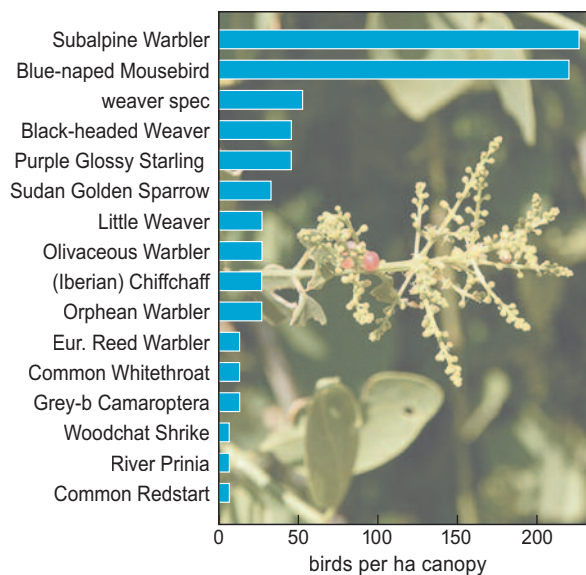 Subalpine Warbler
Blue-naped Mousebird
weaver spec
Black-headed Weaver
Purple Glossy Starling
Sudan Golden Sparrow
Little Weaver
Olivaceous Warbler
(Iberian) Chiffchaff
Orphean Warbler
Eur. Reed Warbler
Common Whitethroat
Grey-b Camaroptera
Woodchat Shrike
River Prinia
Common Redstart
0 50 100 150 200
birds per ha canopy